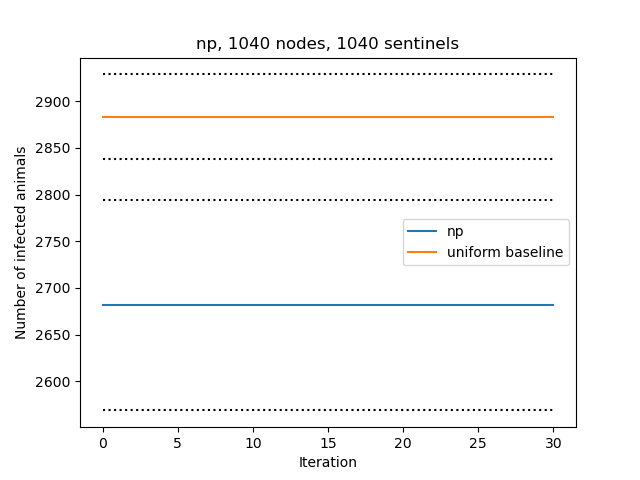 np, 1040 nodes, 1040 sentinels
2900
2850
2800
2750
2700
2650
2600
Number of infected animals
np
uniform baseline
0 5 10 15 20 25 30
Iteration